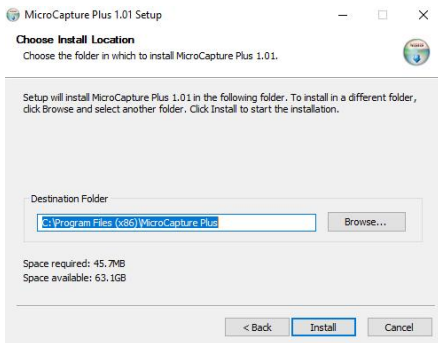 MicroCapture Plus 1.01 Setup
Choose Install Location
Choose the folder in which to install MicroCapture Plus 1.01.
Setup will install MicroCapture Plus 1.01 in the following folder. To install in a different folder,
click Browse and select another folder. Click Install to start the installation.
Destination Folder
C:\Program Files (x86)\MicroCapture Plus
Browse...
Space required: 45.7MB
Space available: 63.1GB
< Back
Install
Cancel